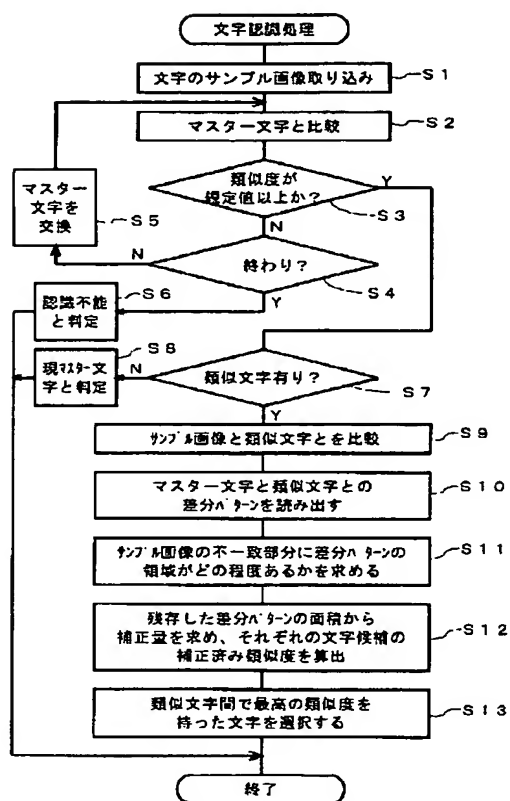 文字認識処理
文字のサンプル画像取り込み
S1
マスター文字と比較
S2
類似度が
規定値以上か?
Y
S3
N
マスター
文字を
交換
S5
終わり?
N
S4
Y
認識不能
と判定
S6
現マスター文
字と判定
S8
類似文字有り?
N
S7
Y
サンプル画像と類似文字とを比較
S9
マスター文字と類似文字との
差分パターンを読み出す
S10
サンプル画像の不一致部分に差分パターンの
領域がどの程度あるかを求める
S11
残存した差分パターンの面積から
補正量を求め、それぞれの文字候補の
補正済み類似度を算出
S12
類似文字間で最高の類似度を
持った文字を選択する
S13
終了